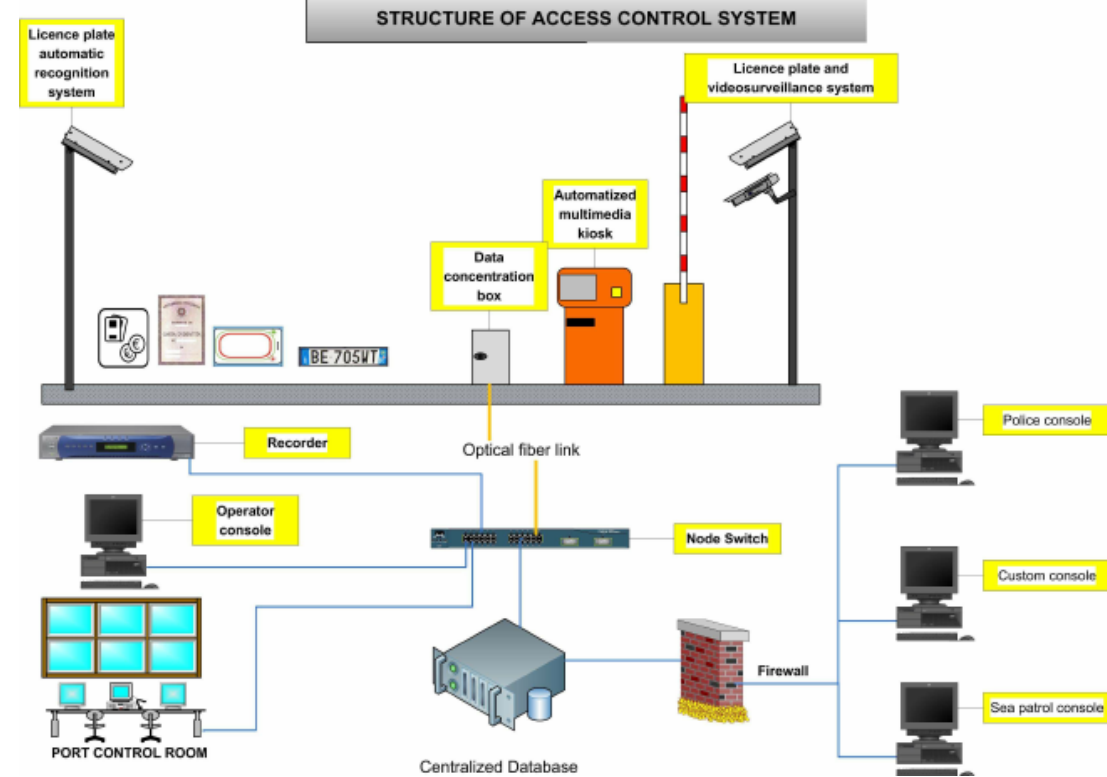 STRUCTURE OF ACCESS CONTROL SYSTEM
Licence plate
automatic
recognition
system
Licence plate and
videosurveillance system
Automatized
multimedia
kiosk
Data
concentration
box
BE 705WT
Optical fiber link
Recorder
Operator
console
Node Switch
Police console
Custom console
Sea patrol console
Firewall
PORT CONTROL ROOM
Centralized Database